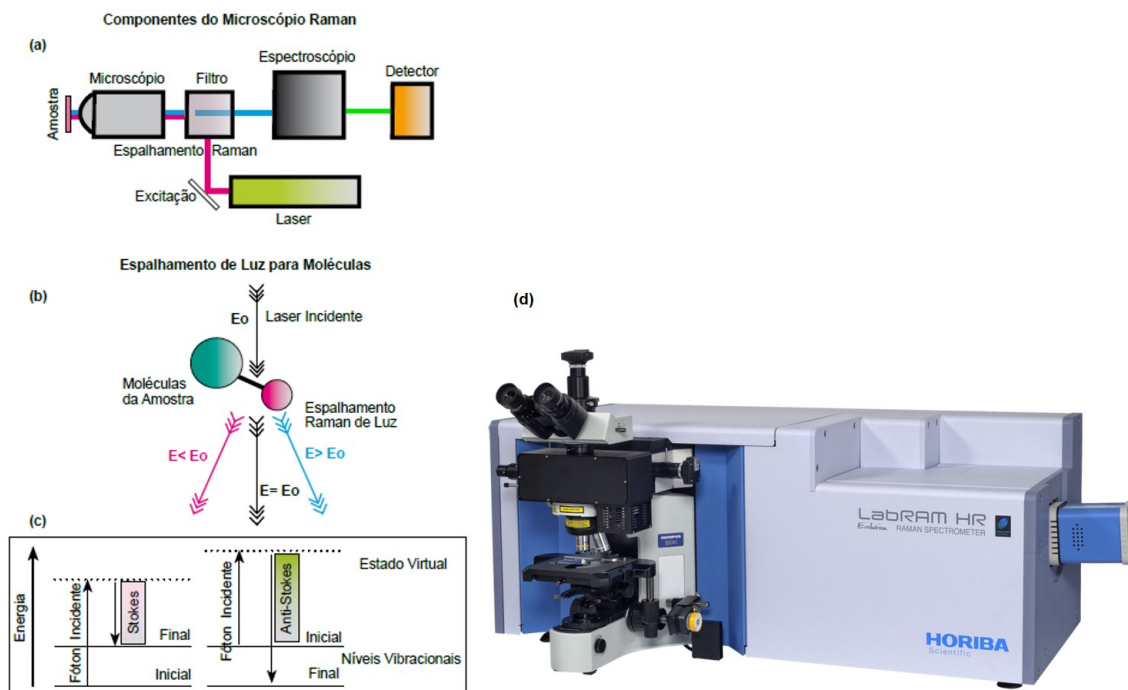 Componentes do Microscópio Raman
(a)
Espectroscópio
Microscópio
Filtro
Detector
Amostra
Espalhamento Raman
Excitação
Laser
Espalhamento de Luz para Moléculas
(b)
Eo
Laser Incidente
Moléculas
da Amostra
Espalhamento
Raman de Luz
E< Eo
E= Eo
E> Eo
(c)
Energia
Fóton Incidente
Stokes
Final
Inicial
Fóton Incidente
Anti-Stokes
Inicial
Final
Estado Virtual
Níveis Vibracionais
(d)
OLYMPUS
LabRAM HR
Evolution RAMAN SPECTROMETER
HORIBA
Scientific